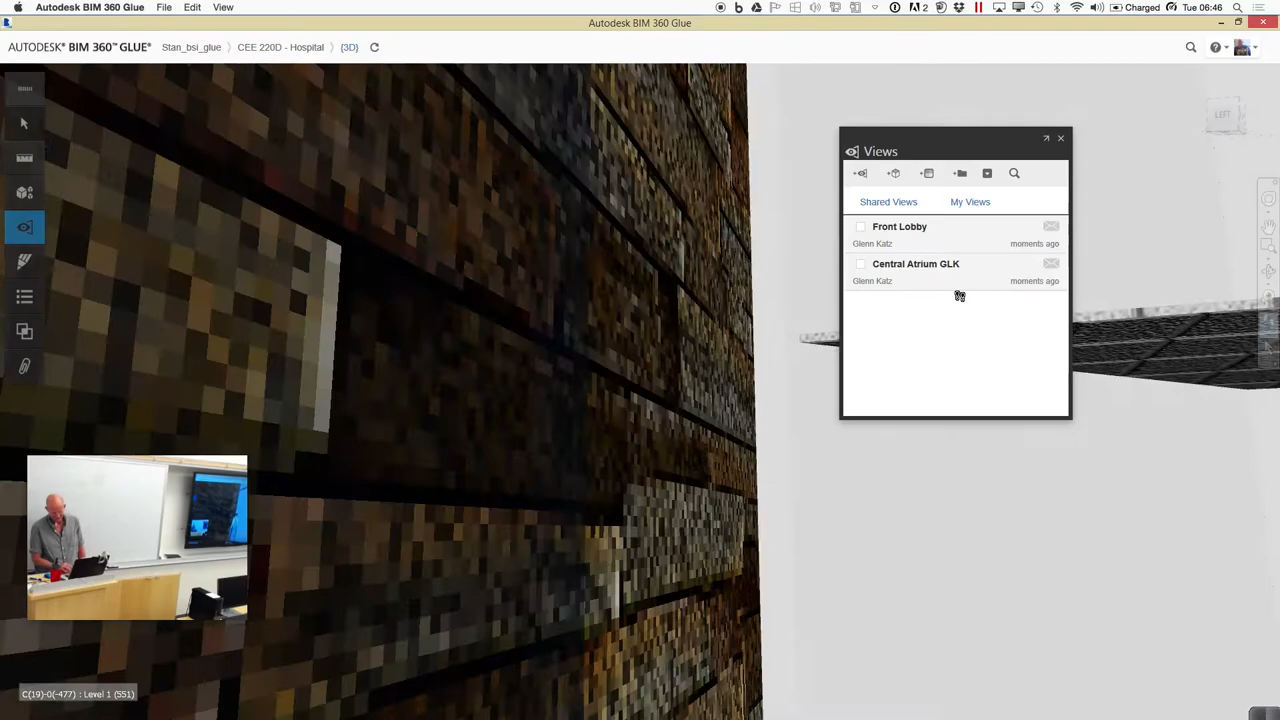 Autodesk BIM 360 Glue File Edit View
2 Charged Tue 06:46
Autodesk BIM 360 Glue
AUTODESK® BIM 360™ GLUE® Stan_bsi_glue CEE 220D - Hospital {3D}
LEFT
Views
Shared Views My Views
Front Lobby
Glenn Katz moments ago
Central Atrium GLK
Glenn Katz moments ago
C(19)-0(-477) : Level 1 (551)